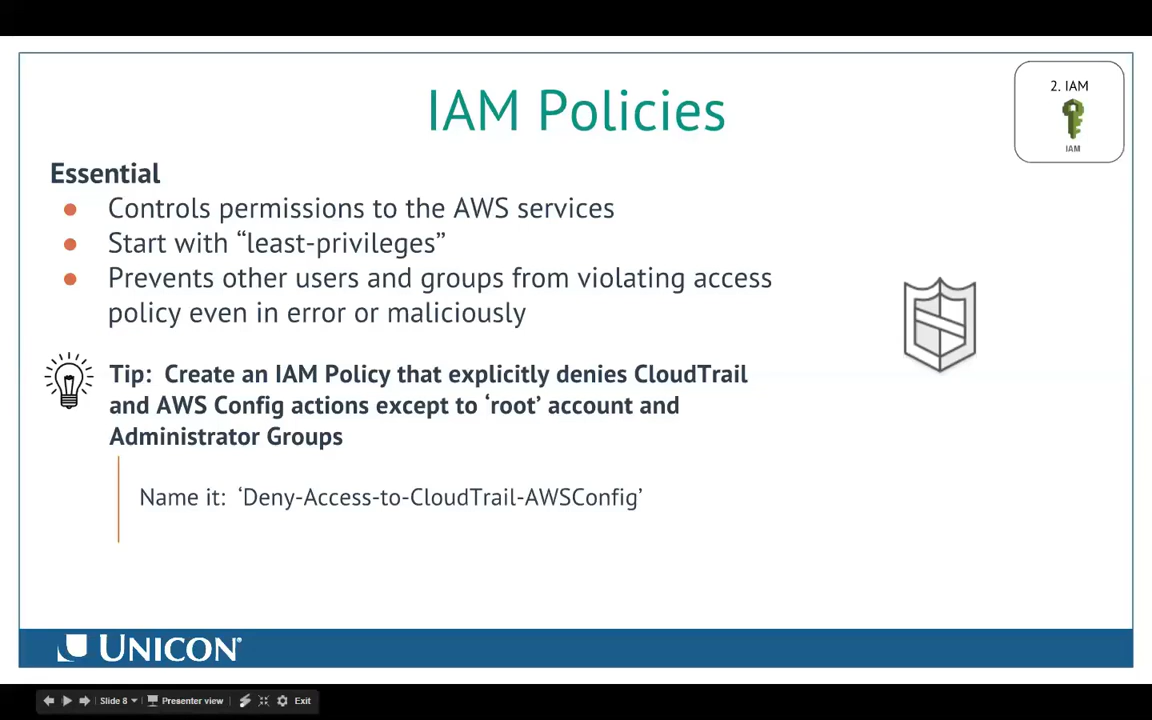 IAM Policies
2. IAM
IAM
Essential
● Controls permissions to the AWS services
● Start with “least-privileges”
● Prevents other users and groups from violating access
policy even in error or maliciously
Tip: Create an IAM Policy that explicitly denies CloudTrail
and AWS Config actions except to ‘root’ account and
Administrator Groups
Name it: ‘Deny-Access-to-CloudTrail-AWSConfig’
UNICON®
Slide 8 Presenter view Exit